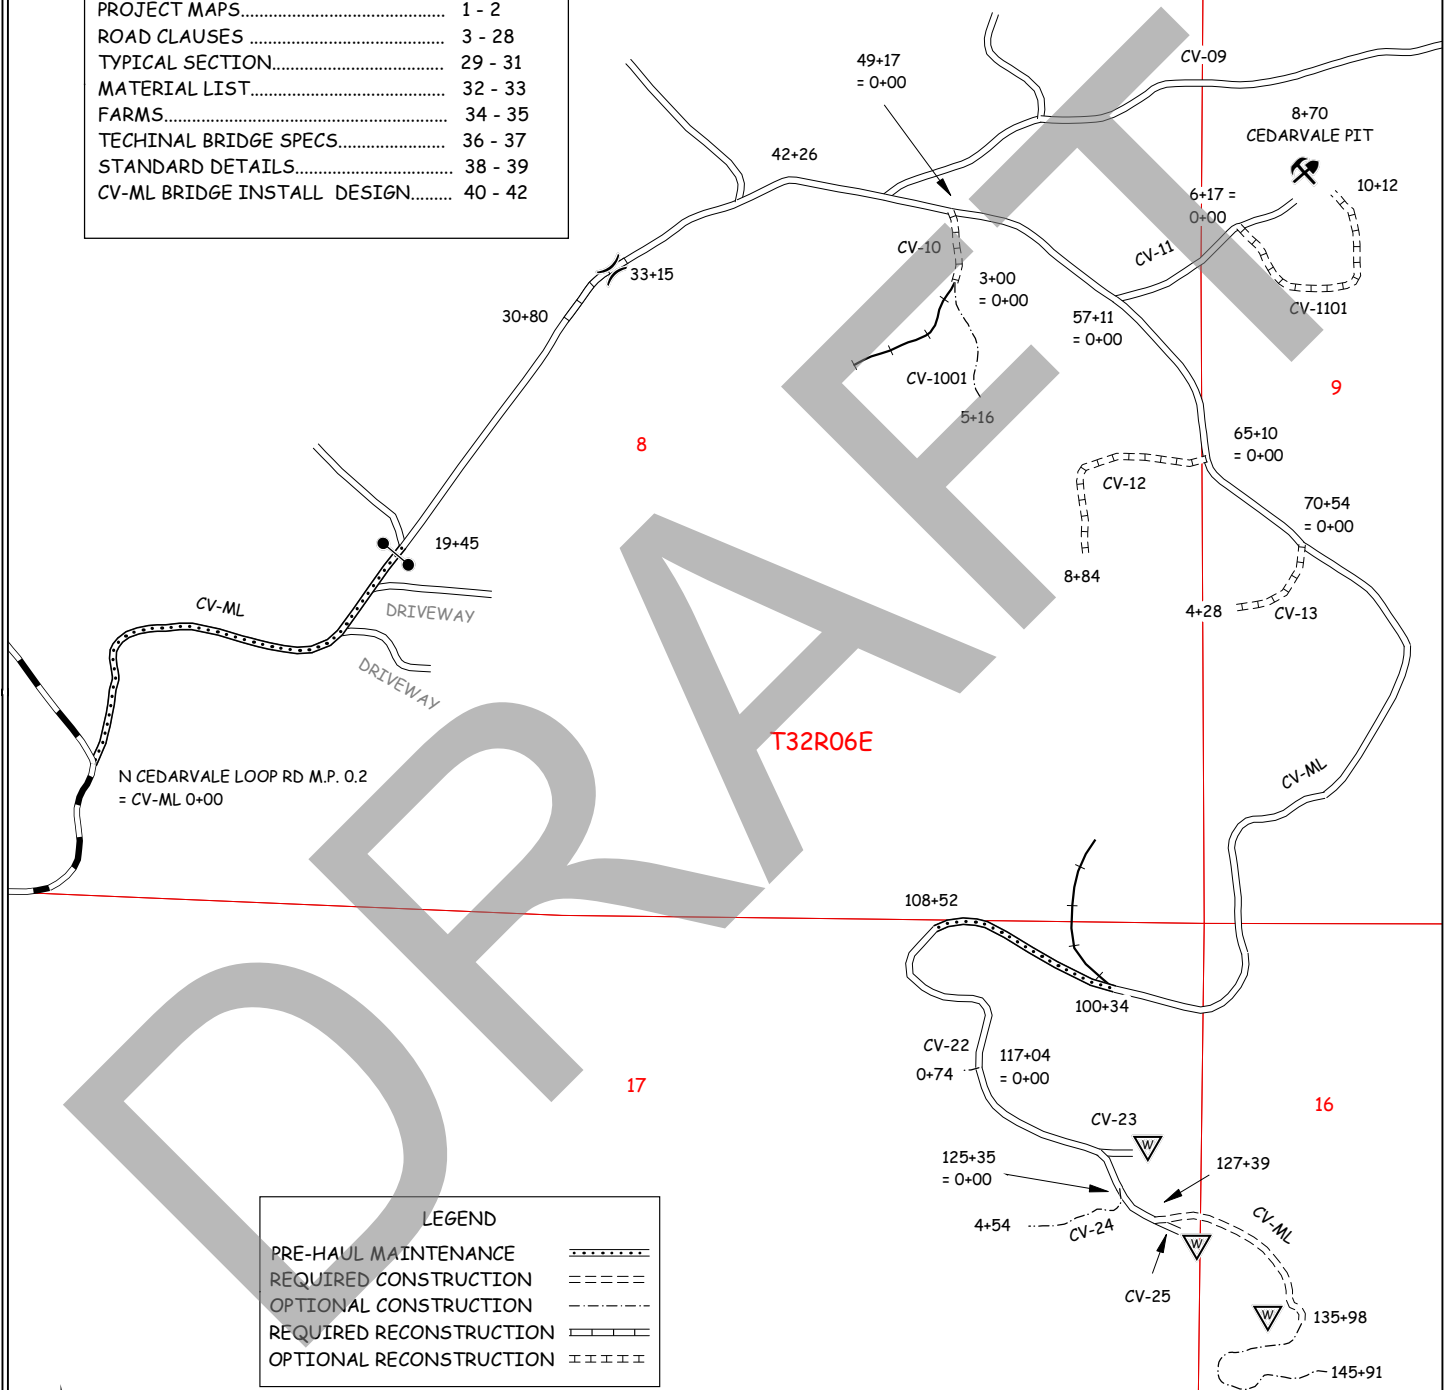 PROJECT MAPS.................................... 1 - 2
ROAD CLAUSES .................................. 3 - 28
TYPICAL SECTION.............................. 29 - 31
MATERIAL LIST.................................. 32 - 33
FARMS.................................................. 34 - 35
TECHINAL BRIDGE SPECS................... 36 - 37
STANDARD DETAILS............................ 38 - 39
CV-ML BRIDGE INSTALL DESIGN......... 40 - 42
49+17
= 0+00
CV-09
8+70
CEDARVALE PIT
42+26
10+12
6+17 =
0+00
CV-10
CV-11
33+15
3+00
= 0+00
CV-1101
30+80
57+11
= 0+00
CV-1001
9
5+16
8
65+10
= 0+00
CV-12
70+54
= 0+00
19+45
8+84
CV-ML
DRIVEWAY
4+28
CV-13
DRIVEWAY
T32R06E
CV-ML
N CEDARVALE LOOP RD M.P. 0.2
= CV-ML 0+00
108+52
100+34
CV-22
117+04
= 0+00
0+74
17
16
CV-23
W
125+35
= 0+00
127+39
4+54
CV-24
CV-ML
W
CV-25
W
135+98
145+91
LEGEND
PRE-HAUL MAINTENANCE
REQUIRED CONSTRUCTION
OPTIONAL CONSTRUCTION
REQUIRED RECONSTRUCTION
OPTIONAL RECONSTRUCTION
DRAFT